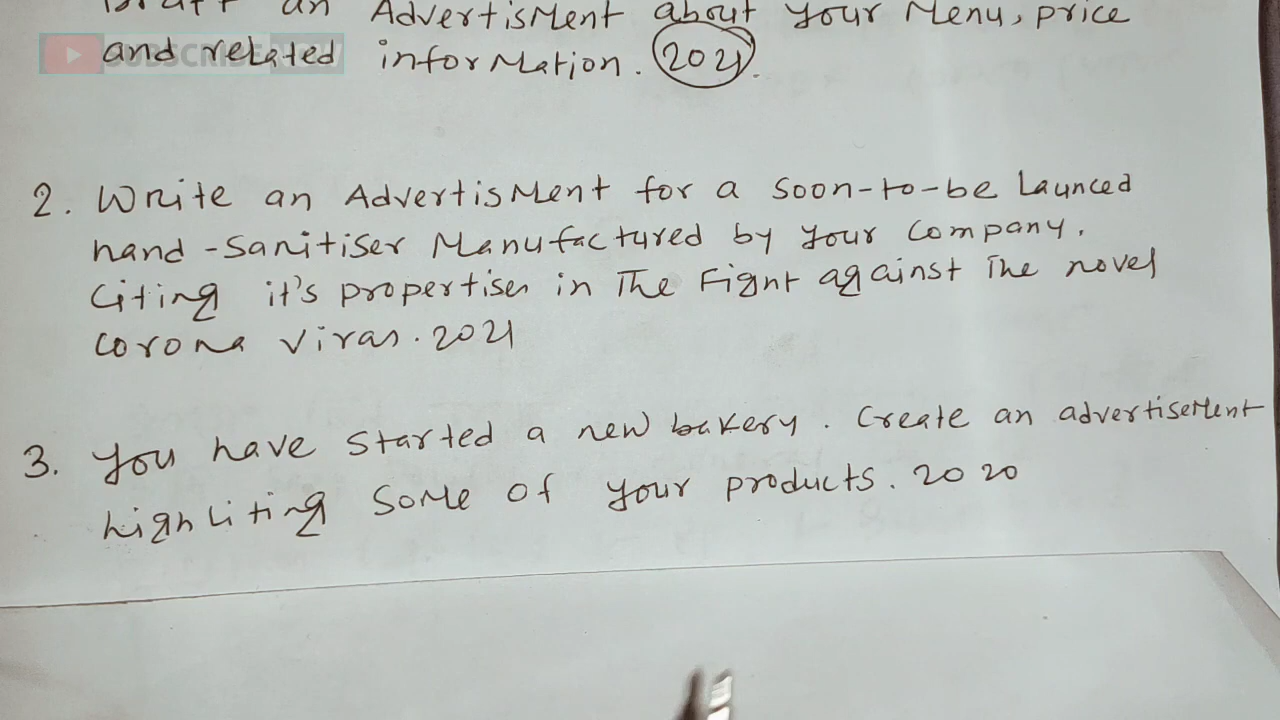 Draft an Advertisment about your Menu, price
and related information. 2021.
2. Write an Advertisment for a soon-to-be Launced
hand-sanitiser Manufactured by your company.
Citing it's propertises in The Fight against The novel
corona viras. 2021
3. You have started a new bakery. Create an advertisement
highliting some of your products. 2020